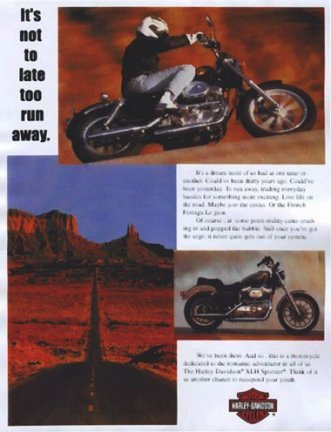 It's
not
to
late
too
run
away.
It's a dream most of us had at one time or
another. Could've been thirty years ago. Could've
been yesterday. To run away, trading everyday
hassles for something more exciting. Live life on
the road. Maybe join the circus. Or the French
Foreign Le gion.
Of course , at some point reality came crash-
ing in and popped the bubble. Still once you've got
the urge, it never quite gets out of your system.
We've been there. And so , this is a motorcycle
dedicated to the romantic adventurer in all of us.
The Harley-Davidson® XLH Sporster®. Think of it
as another chance to misspend your youth.
MOTOR
HARLEY-DAVIDSON
CYCLES